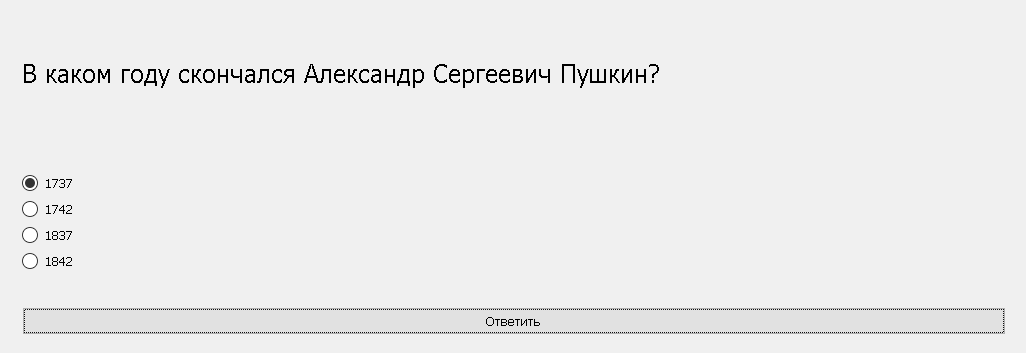 В каком году скончался Александр Сергеевич Пушкин?
1737
1742
1837
1842
Ответить